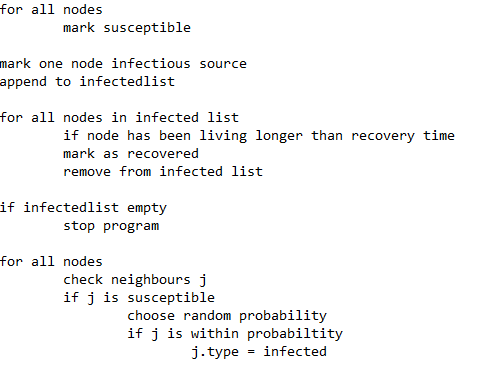 for all nodes
mark susceptible
mark one node infectious source
append to infectedlist
for all nodes in infected list
if node has been living longer than recovery time
mark as recovered
remove from infected list
if infectedlist empty
stop program
for all nodes
check neighbours j
if j is susceptible
choose random probability
if j is within probabiltity
j.type = infected